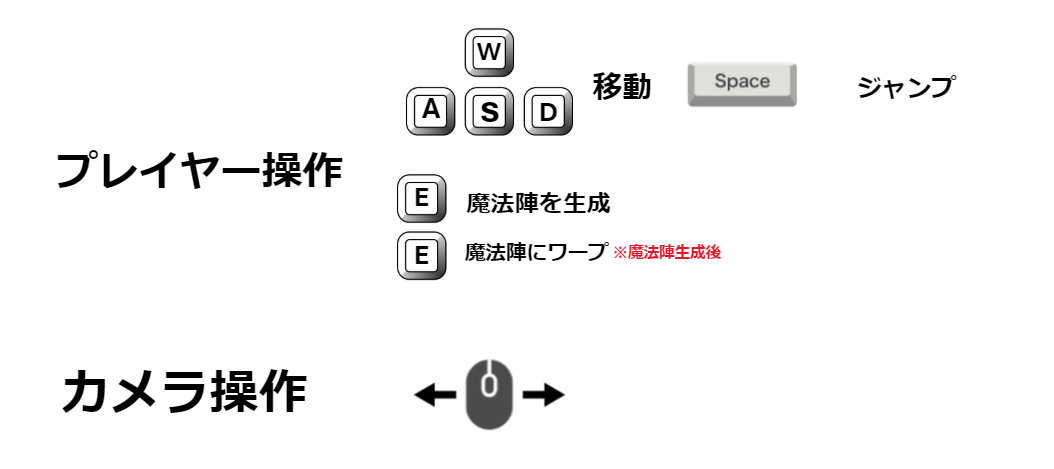 W
A S D 移動 Space ジャンプ
プレイヤー操作
E 魔法陣を生成
E 魔法陣にワープ ※魔法陣生成後
カメラ操作